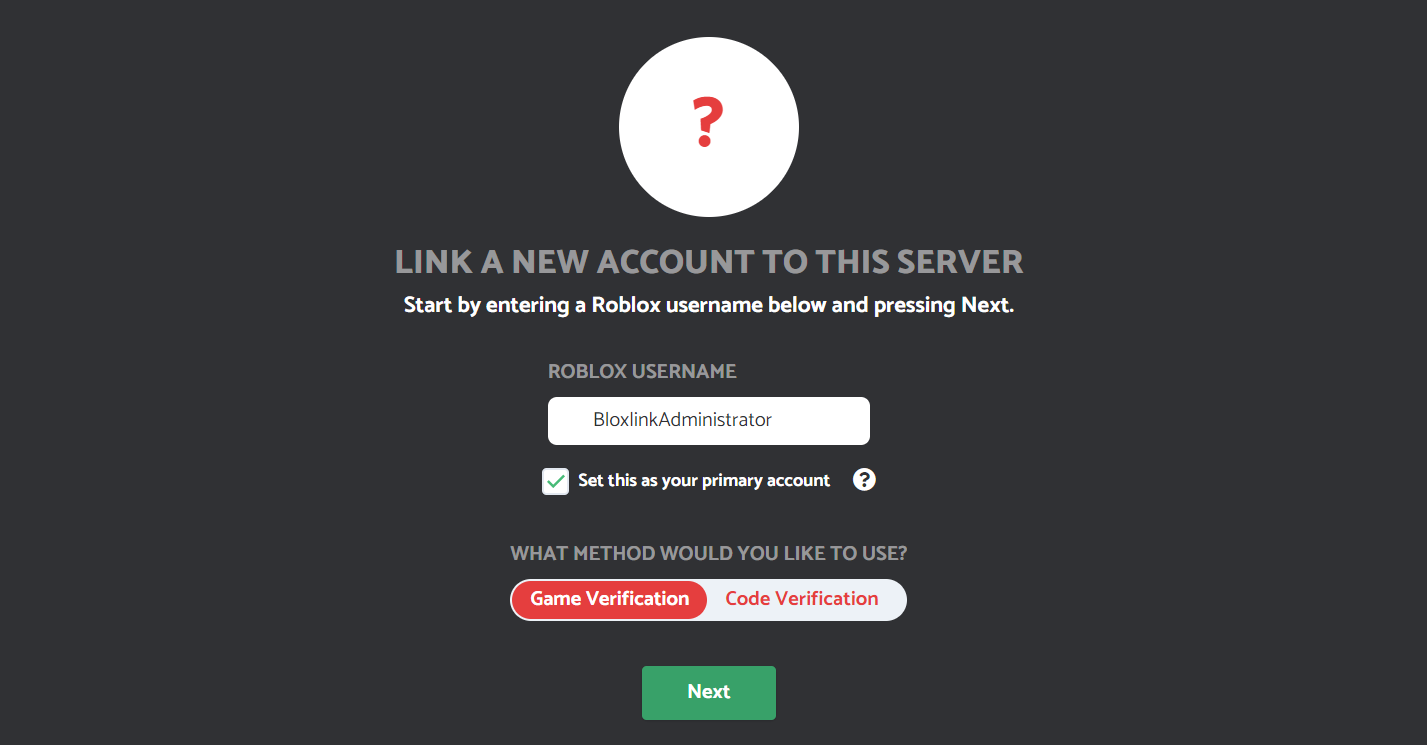 ?
LINK A NEW ACCOUNT TO THIS SERVER
Start by entering a Roblox username below and pressing Next.
ROBLOX USERNAME
BloxlinkAdministrator
Set this as your primary account ?
WHAT METHOD WOULD YOU LIKE TO USE?
Game Verification Code Verification
Next